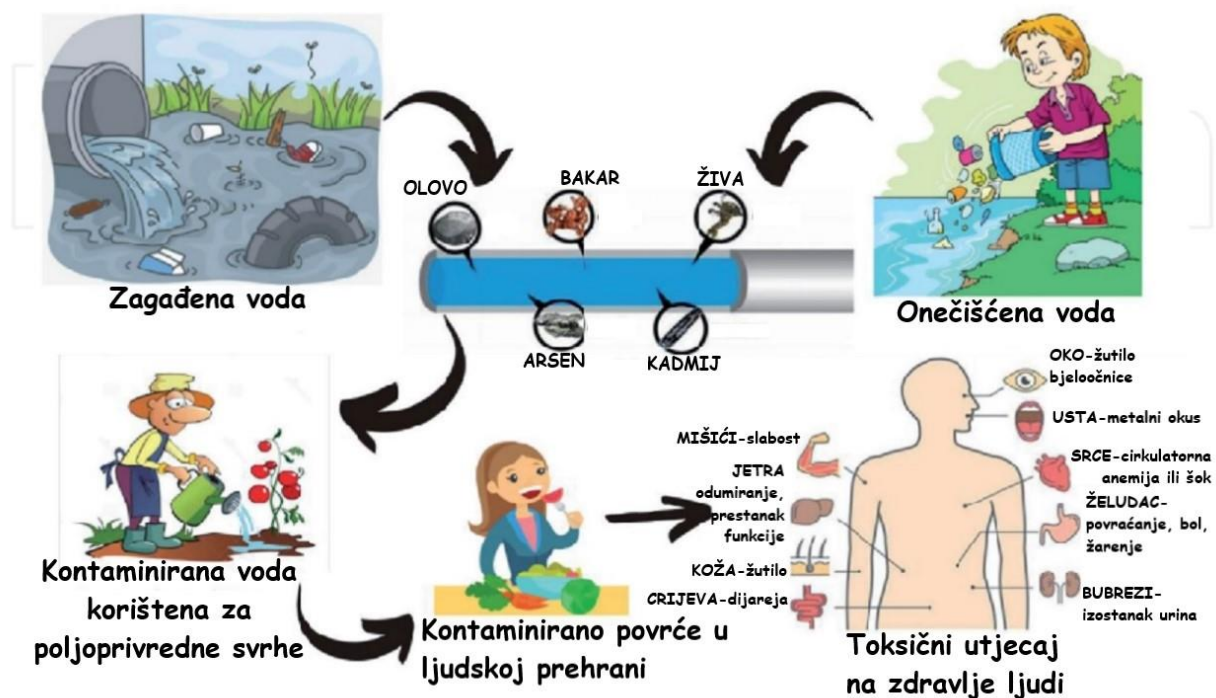 Zagađena voda
OLOVO
BAKAR
ŽIVA
ARSEN
KADMIJ
Onečišćena voda
Kontaminirana voda
korištena za
poljoprivredne svrhe
Kontaminirano povrće u
ljudskoj prehrani
MIŠIĆI-slabost
JETRA
odumiranje,
prestanak
funkcije
KOŽA-žutilo
CRIJEVA-dijareja
OKO-žutilo
bjeloočnice
USTA-metalni okus
SRCE-cirkulatorna
anemija ili šok
ŽELUDAC-
povraćanje, bol,
žarenje
BUBREZI-
izostanak urina
Toksični utjecaj
na zdravlje ljudi